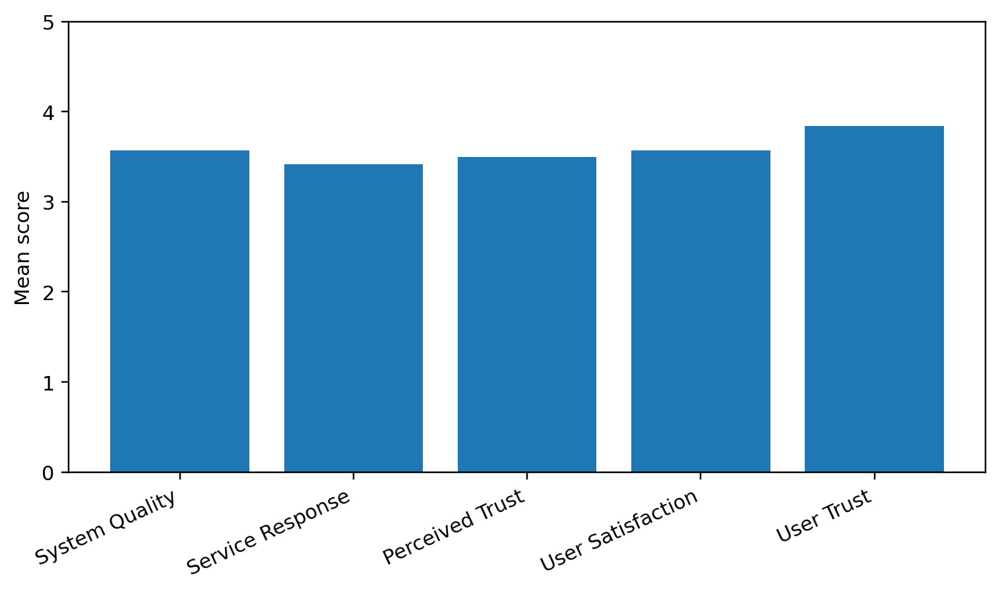 5
4
3
2
1
0
Mean score
System Quality
Service Response
Perceived Trust
User Satisfaction
User Trust